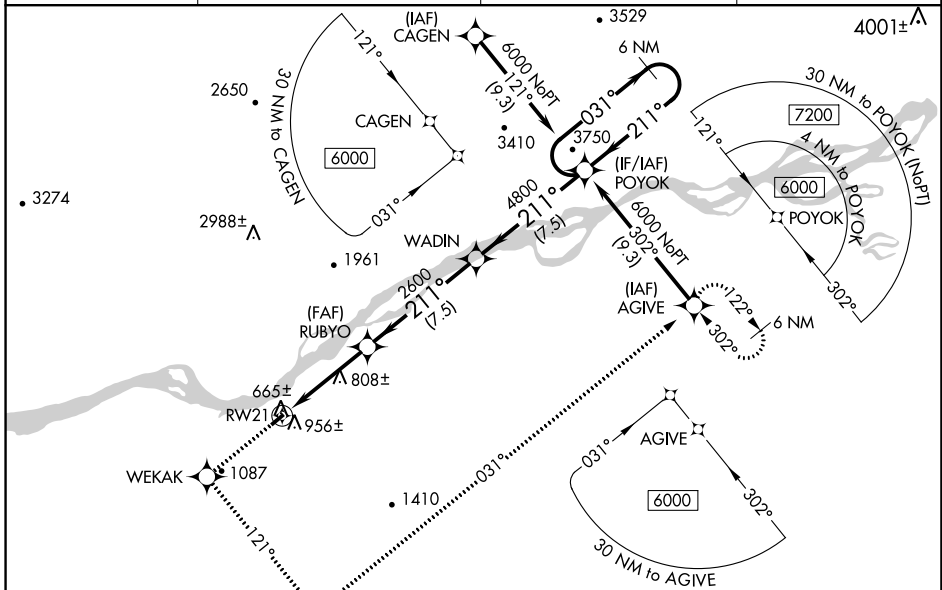 (IAF)
CAGEN
3529
4001±
6000 NoPT
121°
(9.3)
6 NM
031°
211°
121°
30 NM to CAGEN
CAGEN
6000
031°
2650
3410
3750
(IF/IAF)
POYOK
30 NM to POYOK (NoPT)
7200
4 NM to POYOK
6000
121°
POYOK
302°
3274
2988±
1961
4800
211°
(7.5)
WADIN
6000 NoPT
302°
(9.3)
2600
211°
(7.5)
(FAF)
RUBYO
(IAF)
AGIVE
122°
302°
6 NM
808±
665±
RW21
956±
WEKAK
1087
1410
031°
121°
AGIVE
031°
6000
302°
30 NM to AGIVE